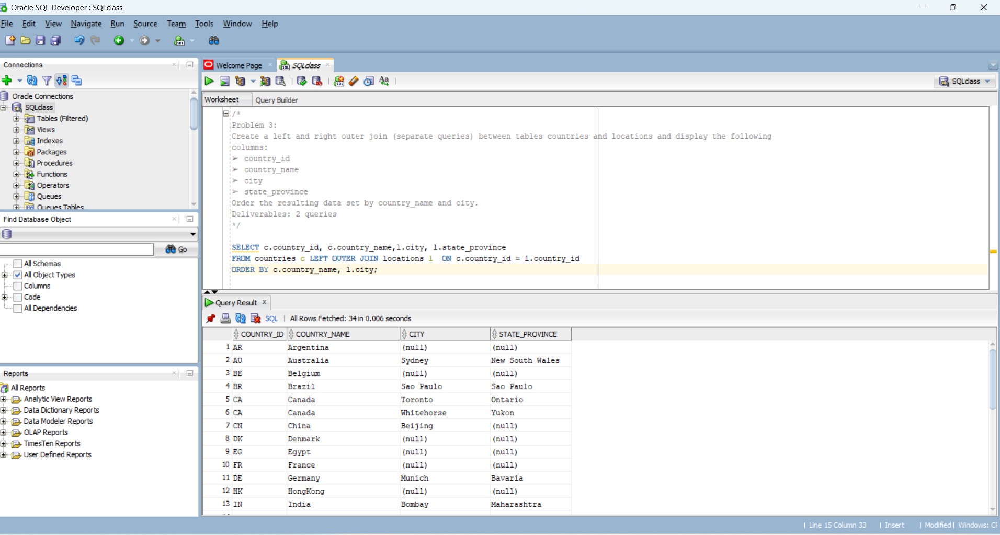 Oracle SQL Developer : SQLclass
File Edit View Navigate Run Source Team Tools Window Help
Connections
Oracle Connections
SQLclass
Tables (Filtered)
Views
Indexes
Packages
Procedures
Functions
Operators
Queues
Queues Tables
Find Database Object
Go
All Schemas
All Object Types
Columns
Code
All Dependencies
Reports
All Reports
Analytic View Reports
Data Dictionary Reports
Data Modeler Reports
OLAP Reports
TimesTen Reports
User Defined Reports
Welcome Page SQLclass
SQLclass
Worksheet Query Builder
/*
Problem 3:
Create a left and right outer join (separate queries) between tables countries and locations and display the following
columns:
➢ country_id
➢ country_name
➢ city
➢ state_province
Order the resulting data set by country_name and city.
Deliverables: 2 queries
*/
SELECT c.country_id, c.country_name,l.city, l.state_province
FROM countries c LEFT OUTER JOIN locations l  ON c.country_id = l.country_id
ORDER BY c.country_name, l.city;
Query Result x
SQL | All Rows Fetched: 34 in 0.006 seconds
COUNTRY_ID COUNTRY_NAME CITY STATE_PROVINCE
1 AR Argentina (null) (null)
2 AU Australia Sydney New South Wales
3 BE Belgium (null) (null)
4 BR Brazil Sao Paulo Sao Paulo
5 CA Canada Toronto Ontario
6 CA Canada Whitehorse Yukon
7 CN China Beijing (null)
8 DK Denmark (null) (null)
9 EG Egypt (null) (null)
10 FR France (null) (null)
11 DE Germany Munich Bavaria
12 HK HongKong (null) (null)
13 IN India Bombay Maharashtra
| Line 15 Column 33 | Insert | Modified | Windows: